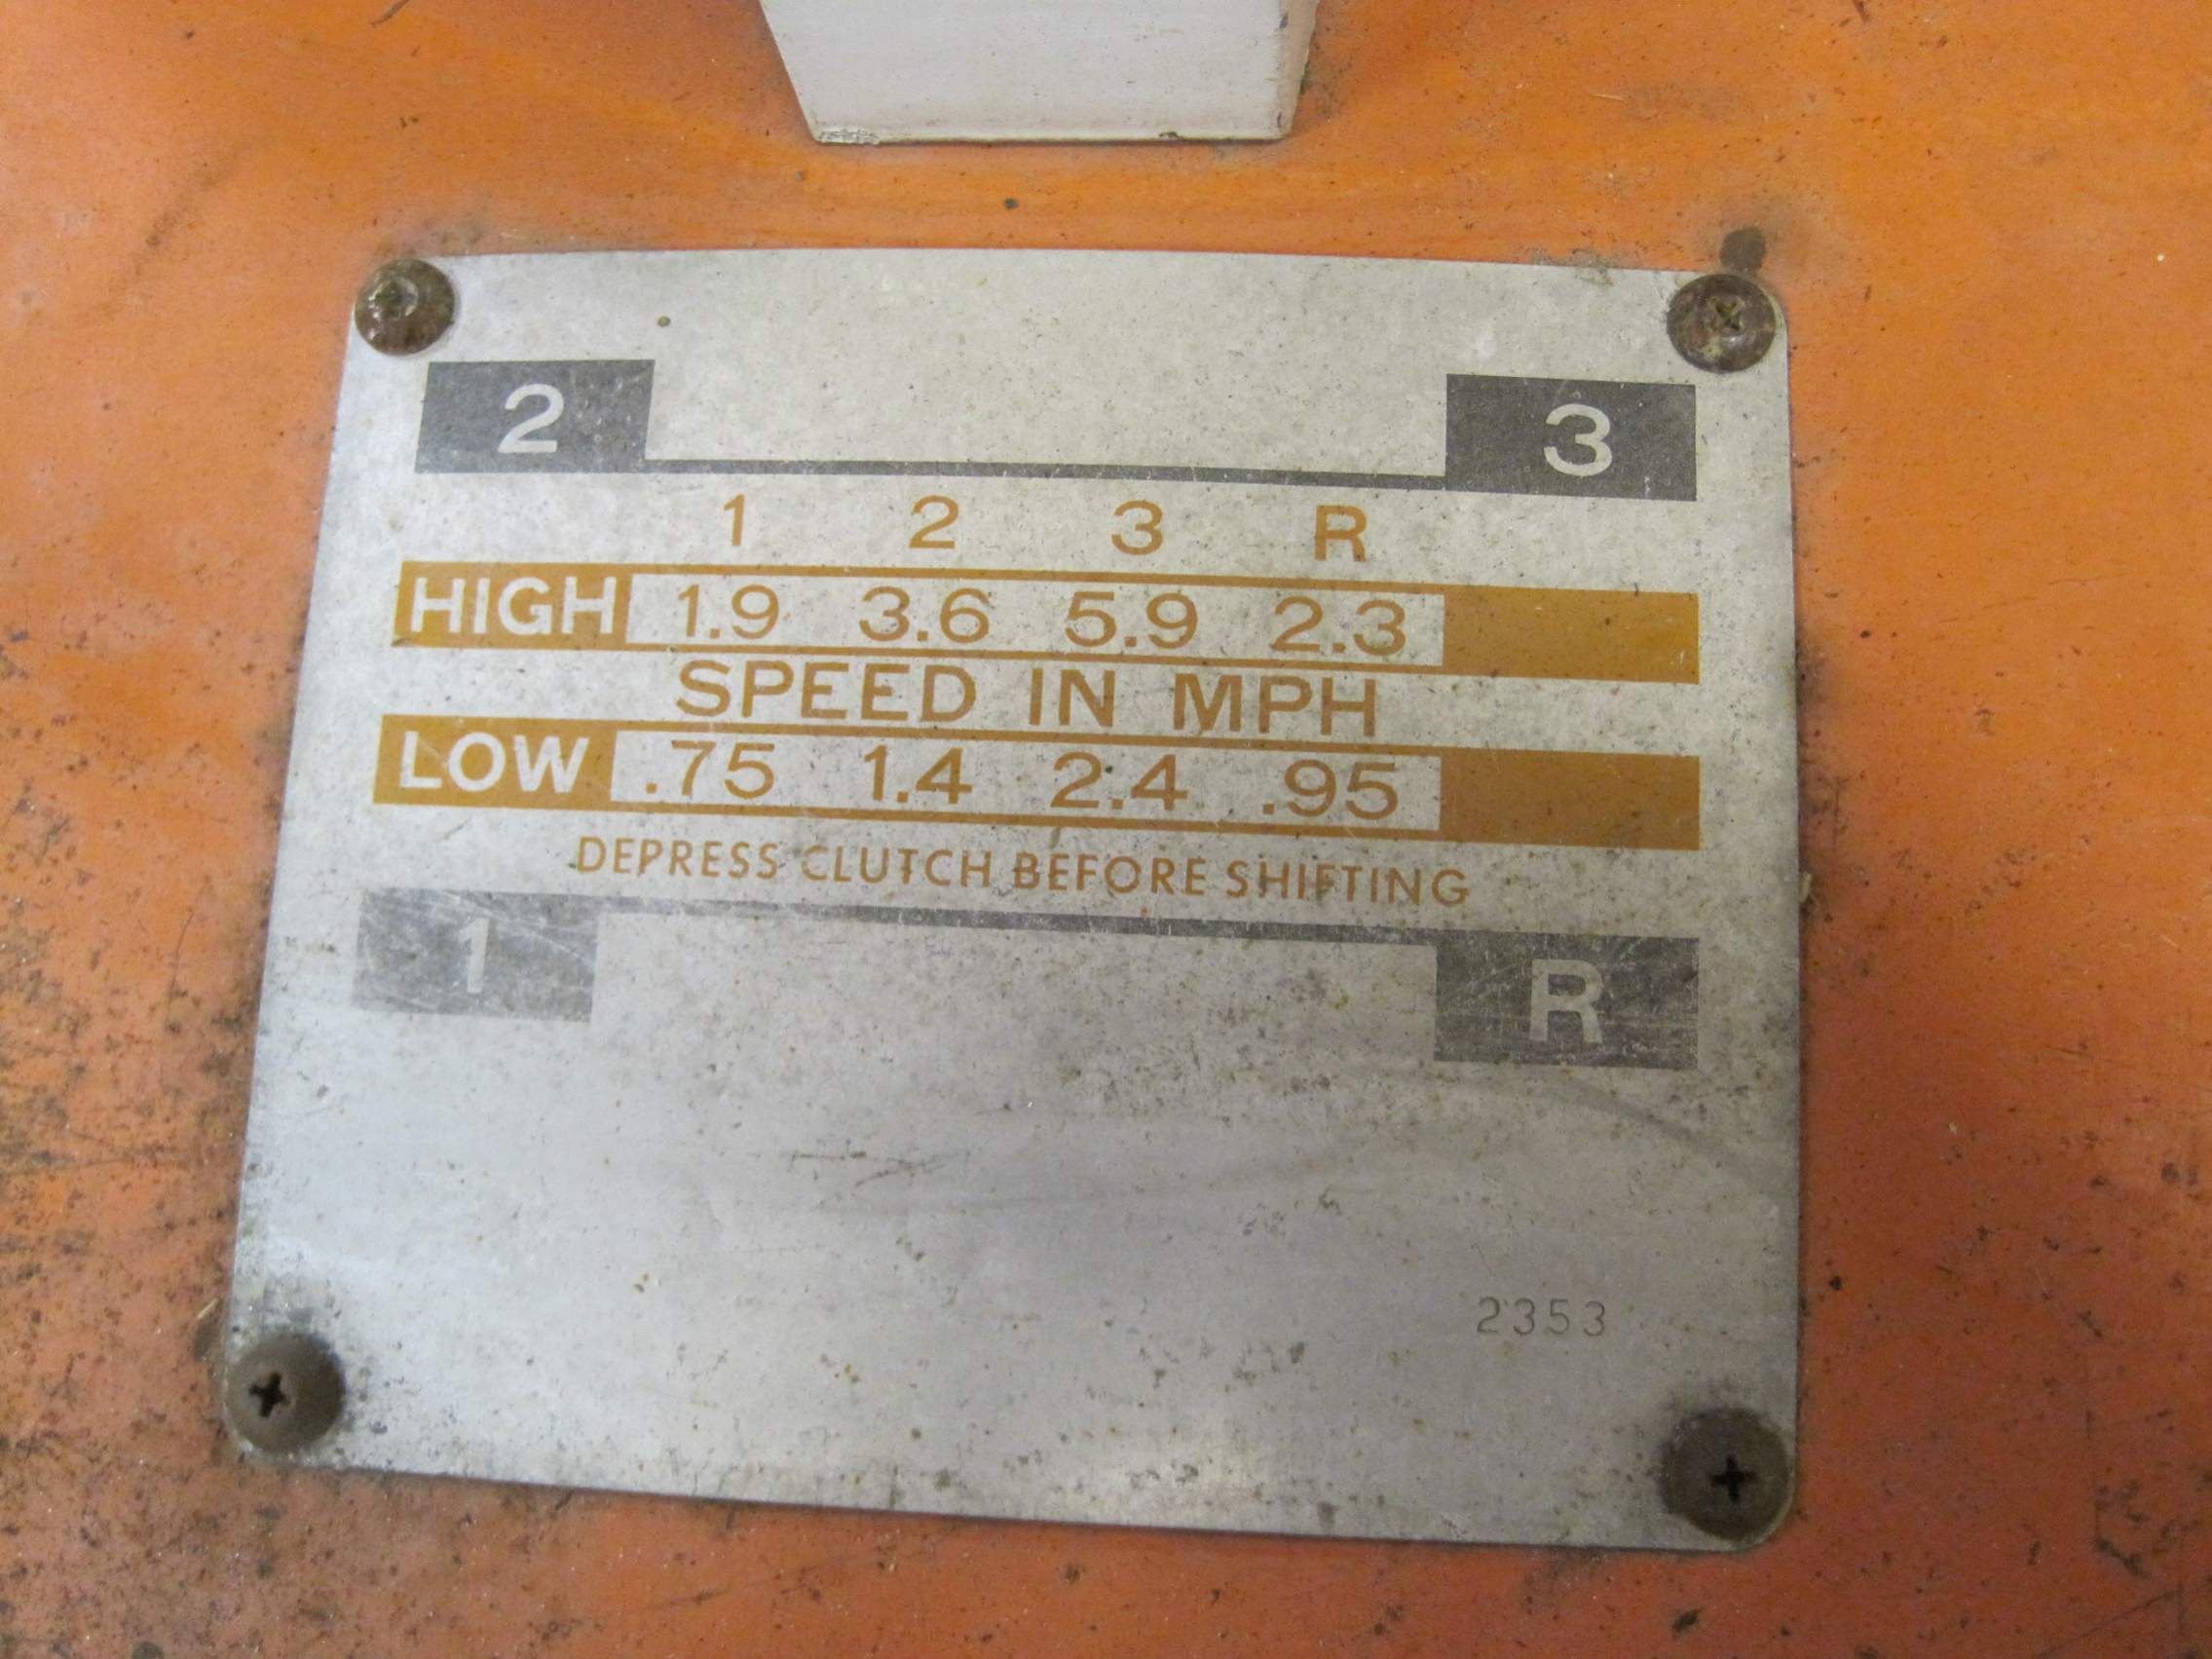 2 3
1 2 3 R
HIGH 1.9 3.6 5.9 2.3
SPEED IN MPH
LOW .75 1.4 2.4 .95
DEPRESS CLUTCH BEFORE SHIFTING
1 R
2353